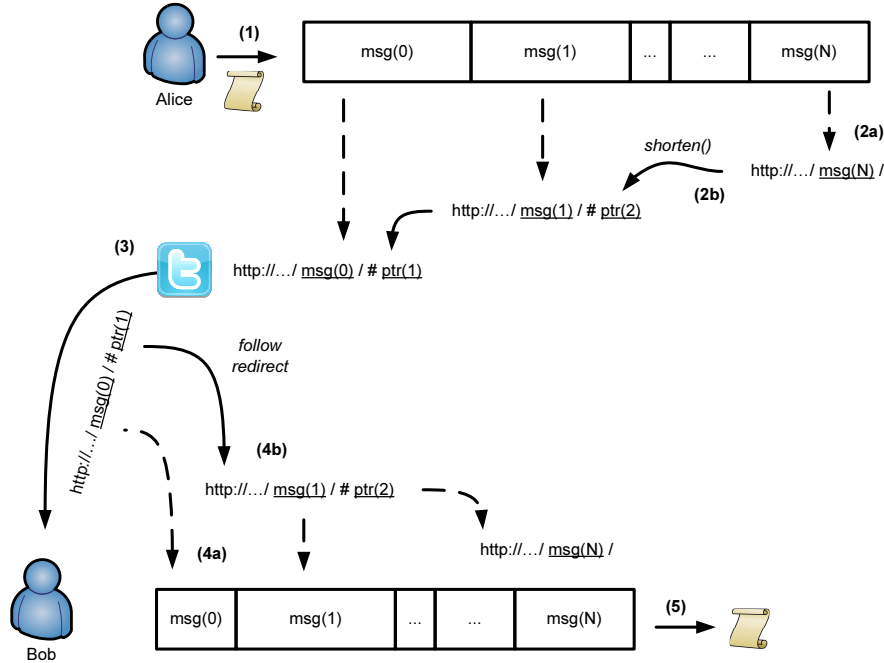 (1)
msg(0)
msg(1)
...
...
msg(N)
Alice
(2a)
shorten()
http://…/ msg(N) /
(2b)
http://…/ msg(1) / # ptr(2)
(3)
http://…/ msg(0) / # ptr(1)
http://…/ msg(0) / # ptr(1)
follow
redirect
(4b)
http://…/ msg(1) / # ptr(2)
http://…/ msg(N) /
(4a)
msg(0)
msg(1)
...
...
msg(N)
(5)
Bob